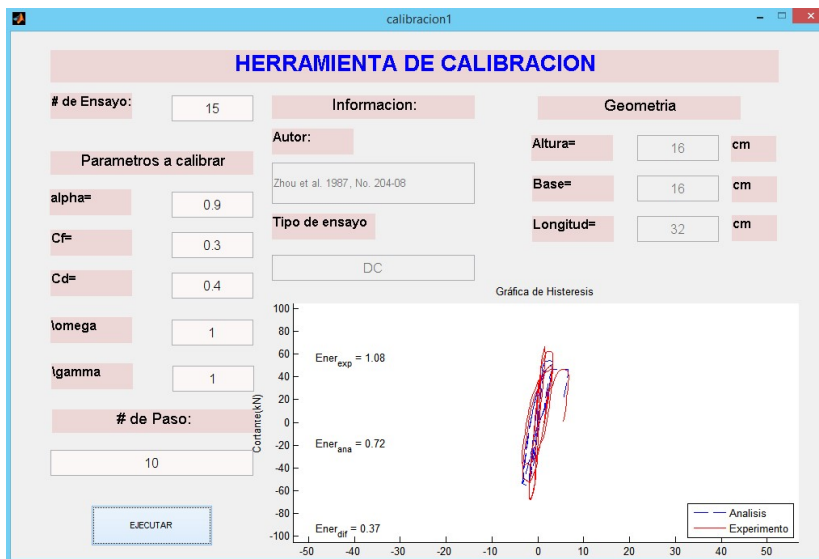 calibracion1
HERRAMIENTA DE CALIBRACION
# de Ensayo:
15
Parametros a calibrar
alpha=
0.9
Cf=
0.3
Cd=
0.4
\omega
1
\gamma
1
# de Paso:
10
EJECUTAR
Informacion:
Autor:
Zhou et al. 1987, No. 204-08
Tipo de ensayo
DC
Geometria
Altura=
16
cm
Base=
16
cm
Longitud=
32
cm
Gráfica de Histeresis
Cortante(kN)
100
80
60
40
20
0
-20
-40
-60
-80
-100
Ener_exp = 1.08
Ener_ana = 0.72
Ener_dif = 0.37
Analisis
Experimento
-50 -40 -30 -20 -10 0 10 20 30 40 50